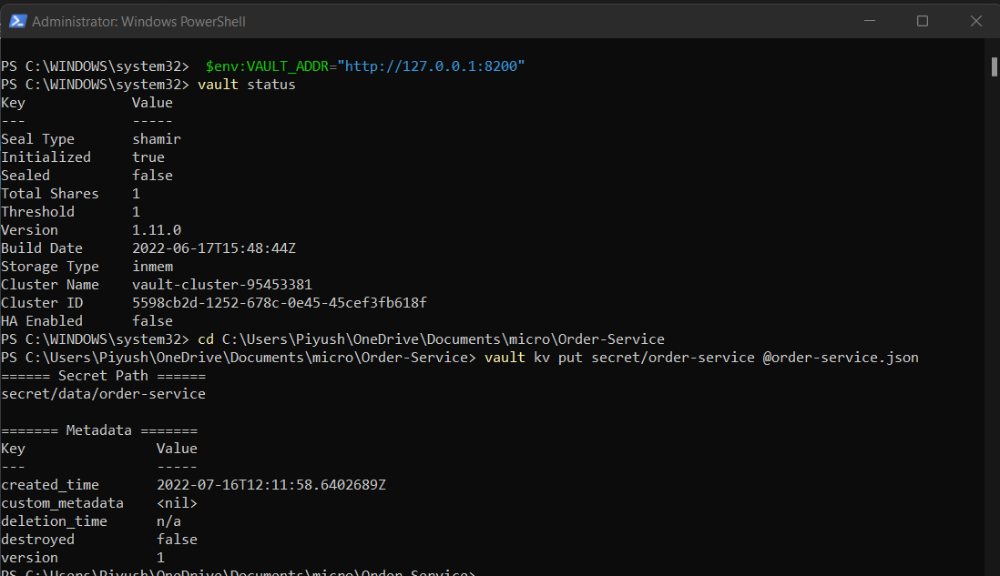 Administrator: Windows PowerShell
PS C:\WINDOWS\system32>  $env:VAULT_ADDR="http://127.0.0.1:8200"
PS C:\WINDOWS\system32> vault status
Key             Value
---             -----
Seal Type       shamir
Initialized     true
Sealed          false
Total Shares    1
Threshold       1
Version         1.11.0
Build Date      2022-06-17T15:48:44Z
Storage Type    inmem
Cluster Name    vault-cluster-95453381
Cluster ID      5598cb2d-1252-678c-0e45-45cef3fb618f
HA Enabled      false
PS C:\WINDOWS\system32> cd C:\Users\Piyush\OneDrive\Documents\micro\Order-Service
PS C:\Users\Piyush\OneDrive\Documents\micro\Order-Service> vault kv put secret/order-service @order-service.json
====== Secret Path ======
secret/data/order-service

======= Metadata =======
Key                Value
---                -----
created_time       2022-07-16T12:11:58.6402689Z
custom_metadata    <nil>
deletion_time      n/a
destroyed          false
version            1
PS C:\Users\Piyush\OneDrive\Documents\micro\Order-Service>